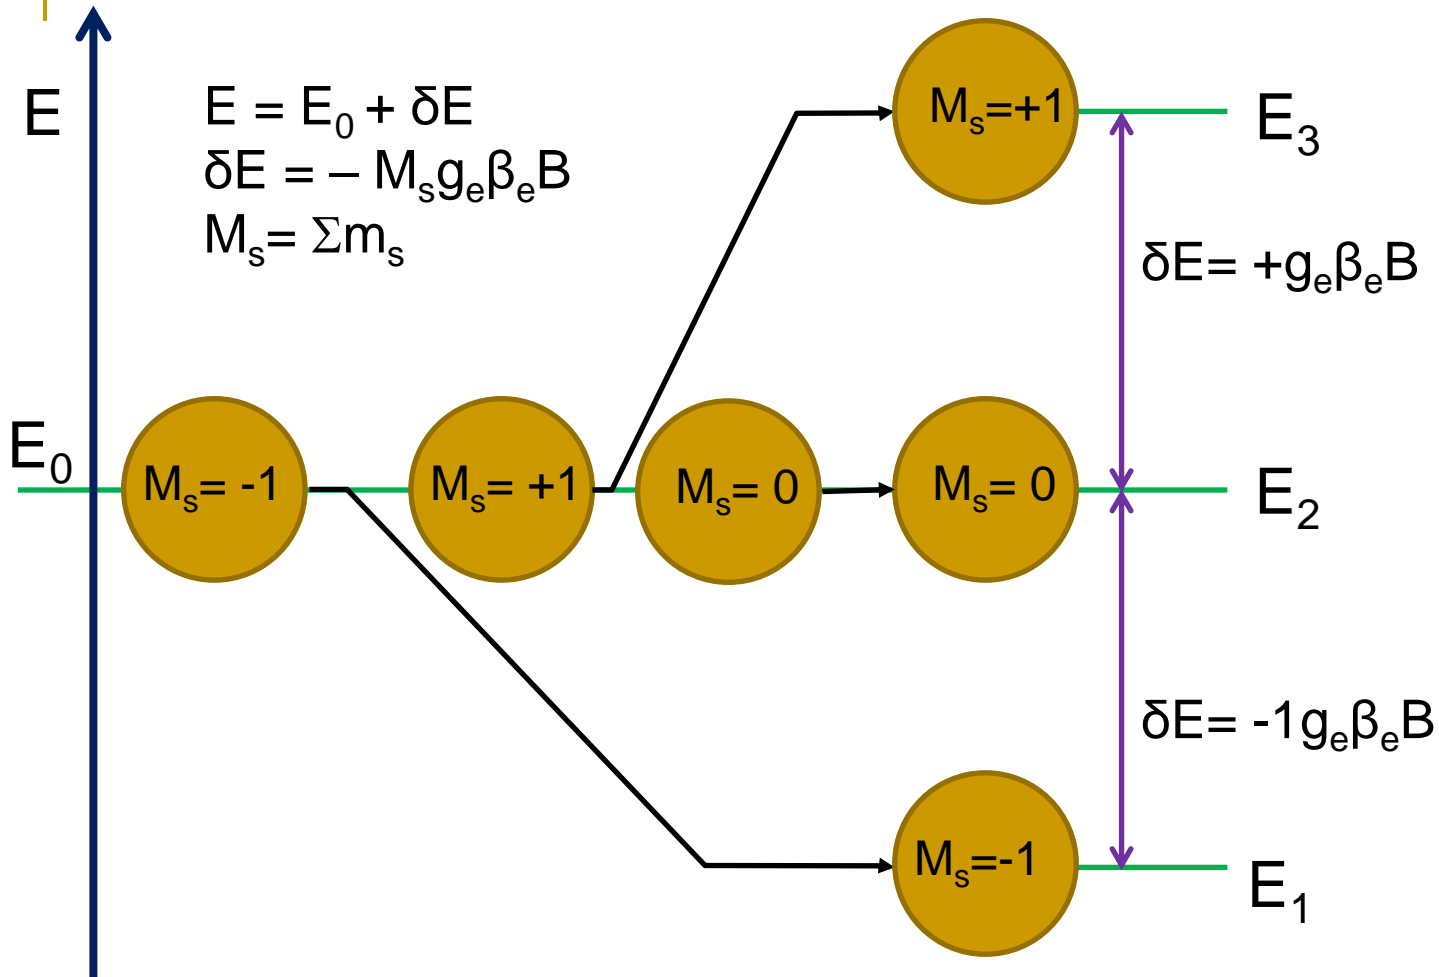 E
E = E₀ + δE
δE = – MₛgₑβₑB
Mₛ= Σmₛ
Mₛ=+1
E₃
δE= +gₑβₑB
E₀
Mₛ= -1
Mₛ= +1
Mₛ= 0
Mₛ= 0
E₂
δE= -1gₑβₑB
Mₛ=-1
E₁